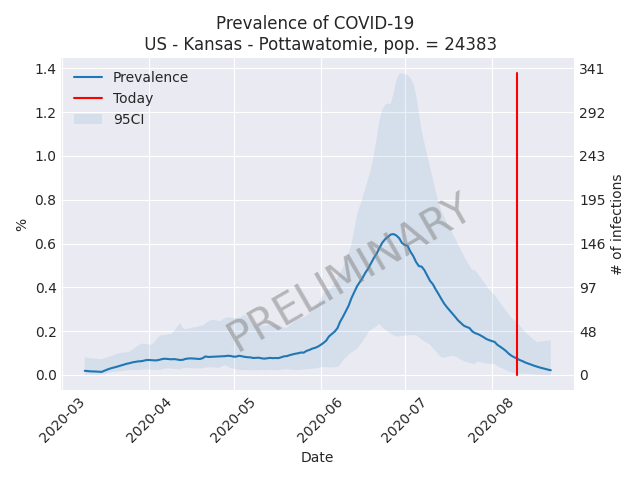 Prevalence of COVID-19
US - Kansas - Pottawatomie, pop. = 24383
Prevalence
Today
95CI
PRELIMINARY
1.4
1.2
1.0
0.8
0.6
0.4
0.2
0.0
%
341
292
243
195
146
97
48
0
# of infections
2020-03
2020-04
2020-05
2020-06
2020-07
2020-08
Date